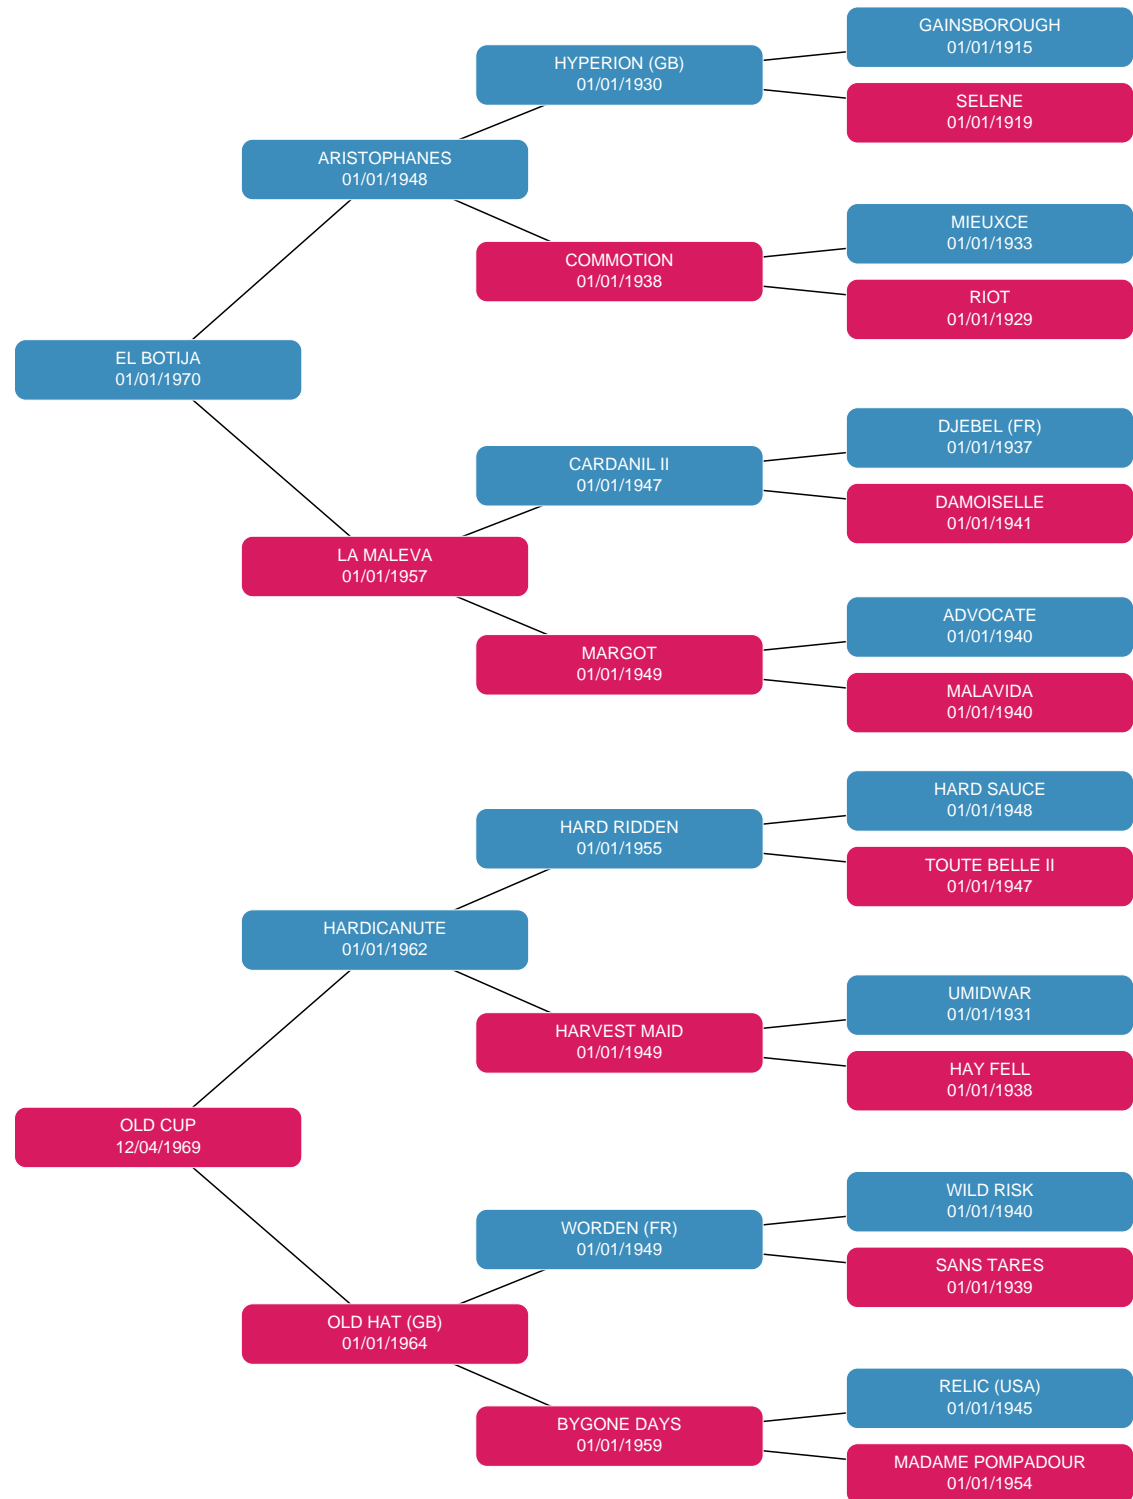 GAINSBOROUGH
01/01/1915
HYPERION (GB)
01/01/1930
SELENE
01/01/1919
ARISTOPHANES
01/01/1948
MIEUXCE
01/01/1933
COMMOTION
01/01/1938
RIOT
01/01/1929
EL BOTIJA
01/01/1970
DJEBEL (FR)
01/01/1937
CARDANIL II
01/01/1947
DAMOISELLE
01/01/1941
LA MALEVA
01/01/1957
ADVOCATE
01/01/1940
MARGOT
01/01/1949
MALAVIDA
01/01/1940
HARD SAUCE
01/01/1948
HARD RIDDEN
01/01/1955
TOUTE BELLE II
01/01/1947
HARDICANUTE
01/01/1962
UMIDWAR
01/01/1931
HARVEST MAID
01/01/1949
HAY FELL
01/01/1938
OLD CUP
12/04/1969
WILD RISK
01/01/1940
WORDEN (FR)
01/01/1949
SANS TARES
01/01/1939
OLD HAT (GB)
01/01/1964
RELIC (USA)
01/01/1945
BYGONE DAYS
01/01/1959
MADAME POMPADOUR
01/01/1954